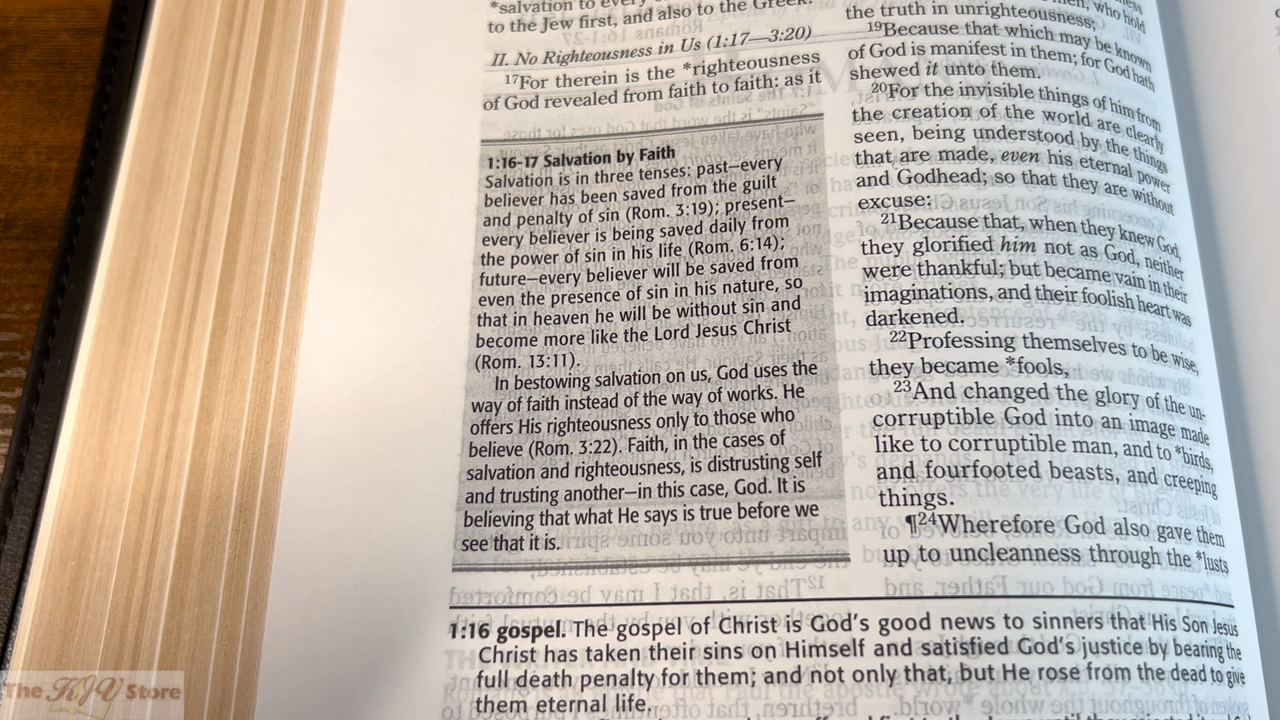 *salvation to every
to the Jew first, and also to the Greek.
II. No Righteousness in Us (1:17—3:20)
17For therein is the *righteousness
of God revealed from faith to faith: as it
1:16-17 Salvation by Faith
Salvation is in three tenses: past—every
believer has been saved from the guilt
and penalty of sin (Rom. 3:19); present—
every believer is being saved daily from
the power of sin in his life (Rom. 6:14);
future—every believer will be saved from
even the presence of sin in his nature, so
that in heaven he will be without sin and
become more like the Lord Jesus Christ
(Rom. 13:11).
In bestowing salvation on us, God uses the
way of faith instead of the way of works. He
offers His righteousness only to those who
believe (Rom. 3:22). Faith, in the cases of
salvation and righteousness, is distrusting self
and trusting another—in this case, God. It is
believing that what He says is true before we
see that it is.
men, who hold
the truth in unrighteousness;
19Because that which may be known
of God is manifest in them; for God hath
shewed it unto them.
20For the invisible things of him from
the creation of the world are clearly
seen, being understood by the things
that are made, even his eternal power
and Godhead; so that they are without
excuse:
21Because that, when they knew God,
they glorified him not as God, neither
were thankful; but became vain in their
imaginations, and their foolish heart was
darkened.
22Professing themselves to be wise,
they became *fools,
23And changed the glory of the un-
corruptible God into an image made
like to corruptible man, and to *birds,
and fourfooted beasts, and creeping
things.
¶24Wherefore God also gave them
up to uncleanness through the *lusts
1:16 gospel. The gospel of Christ is God's good news to sinners that His Son Jesus
Christ has taken their sins on Himself and satisfied God's justice by bearing the
full death penalty for them; and not only that, but He rose from the dead to give
them eternal life.
The KJV Store